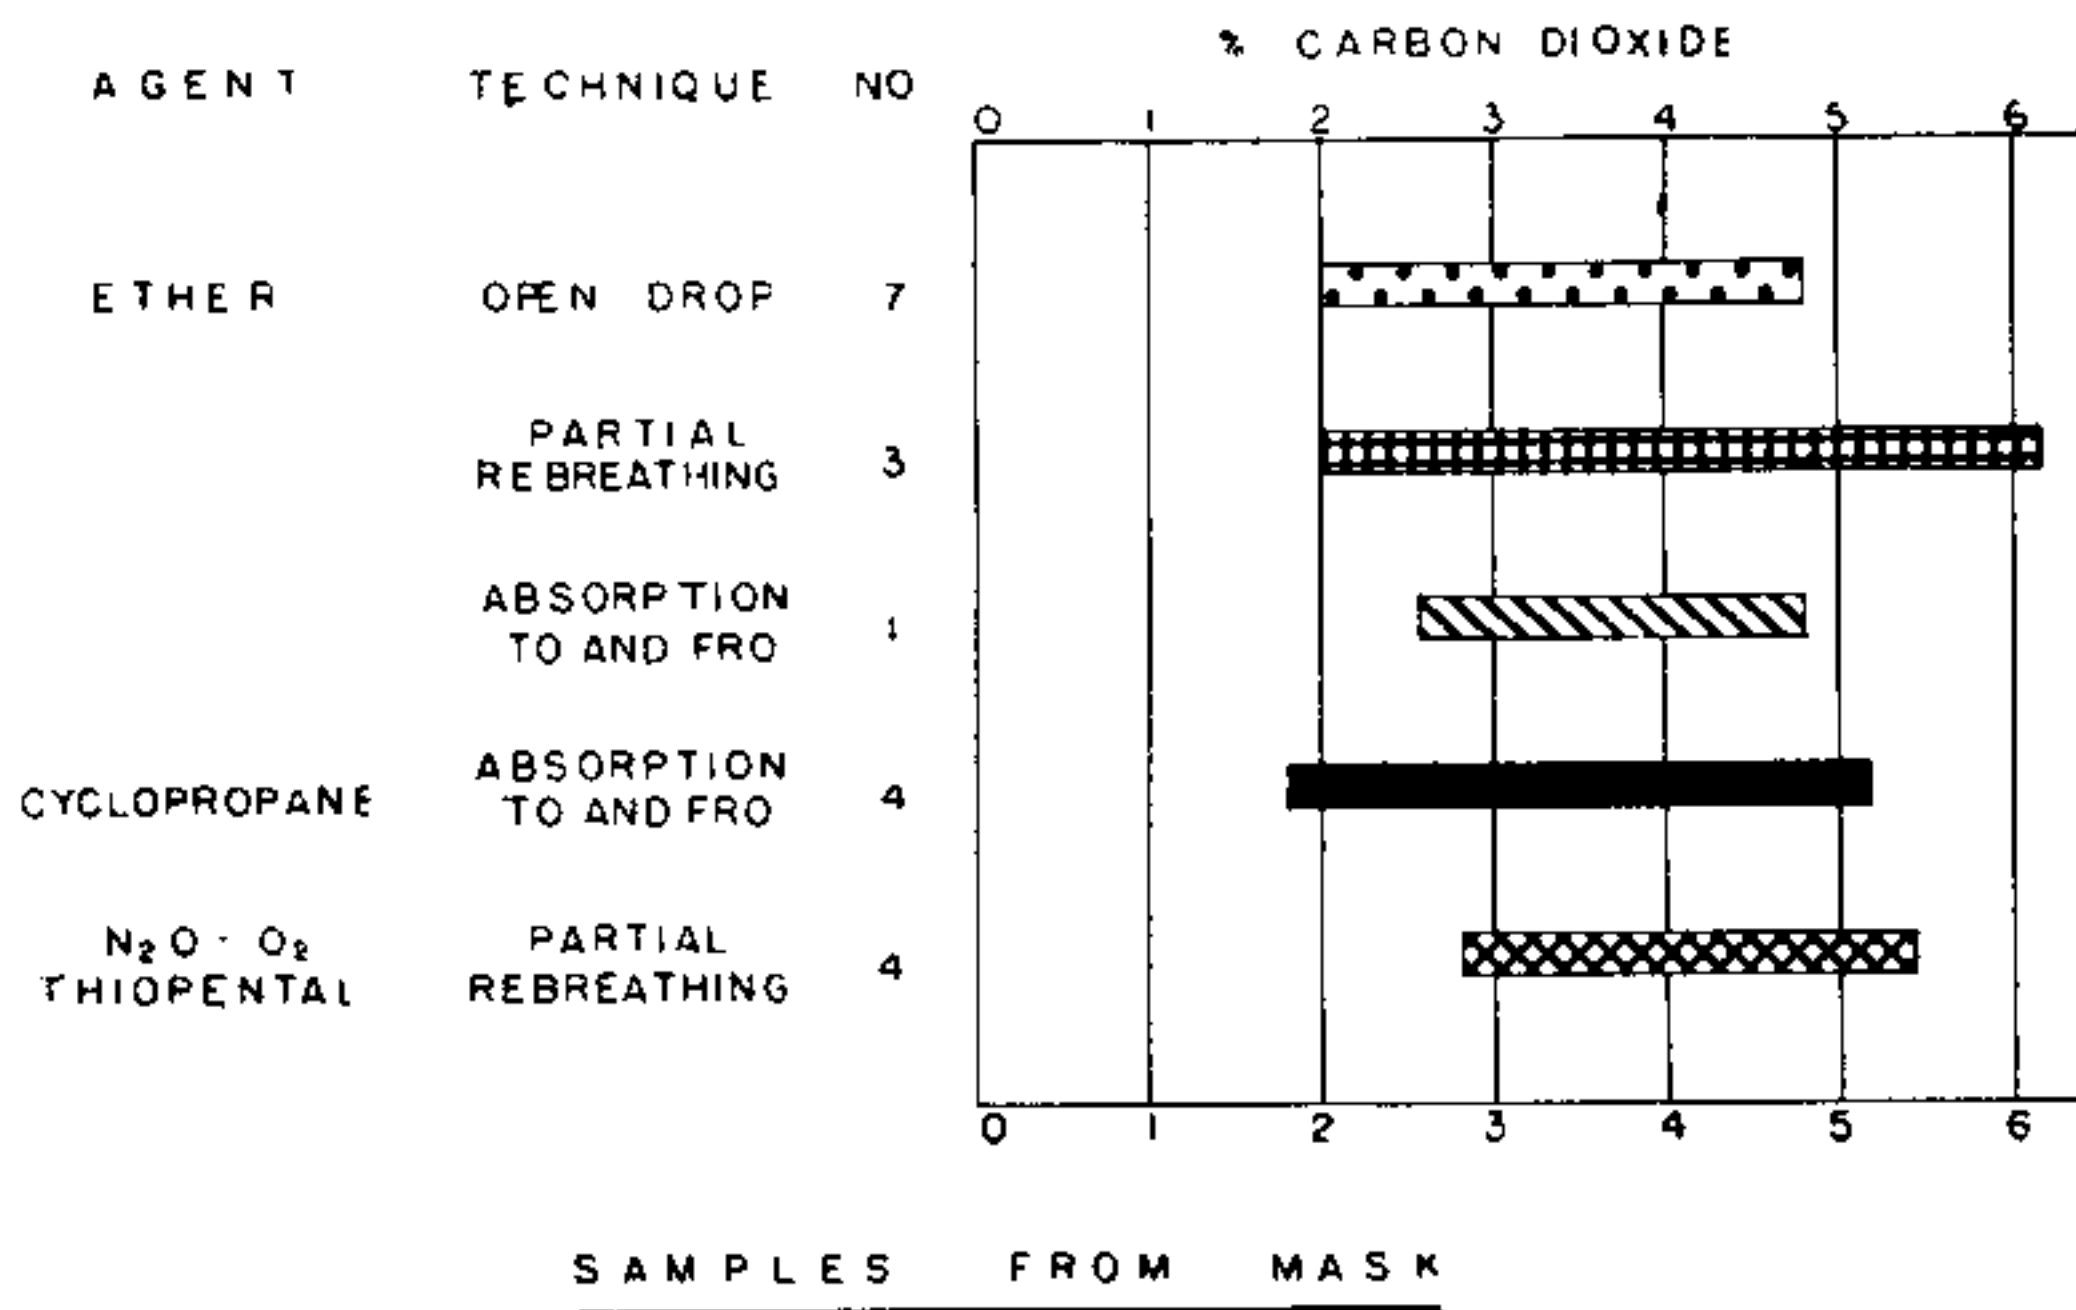 % CARBON DIOXIDE
AGENT TECHNIQUE NO
0 1 2 3 4 5 6
ETHER OPEN DROP 7
PARTIAL
REBREATHING 3
ABSORPTION
TO AND FRO 1
ABSORPTION
CYCLOPROPANE TO AND FRO 4
N₂O - O₂ PARTIAL
THIOPENTAL REBREATHING 4
0 1 2 3 4 5 6
SAMPLES FROM MASK